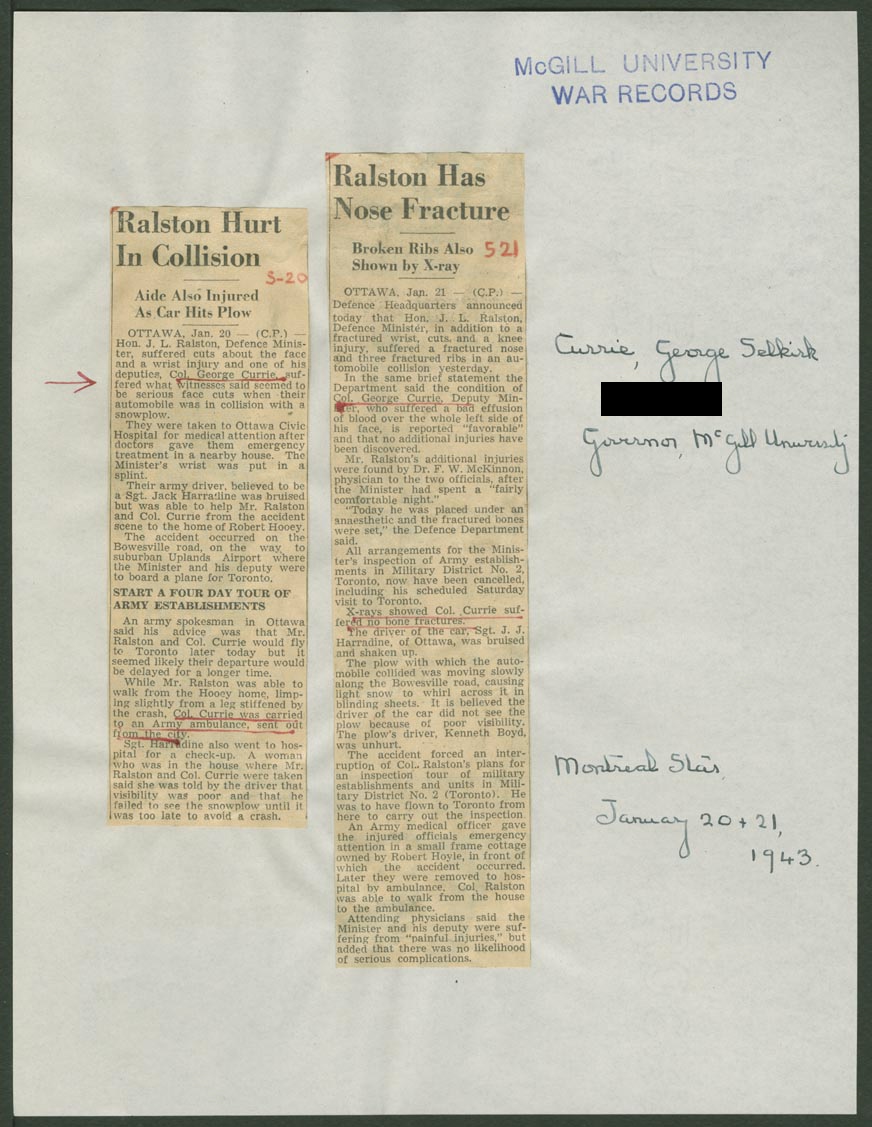 McGILL UNIVERSITY
WAR RECORDS
Ralston Hurt
In Collision
S-20
Aide Also Injured
As Car Hits Plow
OTTAWA, Jan. 20 — (C.P.) —
Hon. J. L. Ralston, Defence Minis-
ter, suffered cuts about the face
and a wrist injury and one of his
deputies, Col. George Currie, suf-
fered what witnesses said seemed to
be serious face cuts when their
automobile was in collision with a
snowplow.
They were taken to Ottawa Civic
Hospital for medical attention after
doctors gave them emergency
treatment in a nearby house. The
Minister's wrist was put in a
splint.
Their army driver, believed to be
a Sgt. Jack Harradine was bruised
but was able to help Mr. Ralston
and Col. Currie from the accident
scene to the home of Robert Hooey.
The accident occurred on the
Bowesville road, on the way to
suburban Uplands Airport where
the Minister and his deputy were
to board a plane for Toronto.
START A FOUR DAY TOUR OF
ARMY ESTABLISHMENTS
An army spokesman in Ottawa
said his advice was that Mr.
Ralston and Col. Currie would fly
to Toronto later today but it
seemed likely their departure would
be delayed for a longer time.
While Mr. Ralston was able to
walk from the Hooey home, limp-
ing slightly from a leg stiffened by
the crash, Col. Currie was carried
to an Army ambulance, sent out
from the city.
Sgt. Harradine also went to hos-
pital for a check-up. A woman
who was in the house where Mr.
Ralston and Col. Currie were taken
said she was told by the driver that
visibility was poor and that he
failed to see the snowplow until it
was too late to avoid a crash.
Ralston Has
Nose Fracture
Broken Ribs Also
Shown by X-ray
S21
OTTAWA, Jan. 21 — (C.P.) —
Defence Headquarters announced
today that Hon. J. L. Ralston,
Defence Minister, in addition to a
fractured wrist, cuts, and a knee
injury, suffered a fractured nose
and three fractured ribs in an au-
tomobile collision yesterday.
In the same brief statement the
Department said the condition of
Col. George Currie, Deputy Min-
ister, who suffered a bad effusion
of blood over the whole left side of
his face, is reported "favorable"
and that no additional injuries have
been discovered.
Mr. Ralston's additional injuries
were found by Dr. F. W. McKinnon,
physician to the two officials, after
the Minister had spent a "fairly
comfortable night."
"Today he was placed under an
anaesthetic and the fractured bones
were set," the Defence Department
said.
All arrangements for the Minis-
ter's inspection of Army establish-
ments in Military District No. 2,
Toronto, now have been cancelled,
including his scheduled Saturday
visit to Toronto.
X-rays showed Col. Currie suf-
fered no bone fractures.
The driver of the car, Sgt. J. J.
Harradine, of Ottawa, was bruised
and shaken up.
The plow with which the auto-
mobile collided was moving slowly
along the Bowesville road, causing
light snow to whirl across it in
blinding sheets. It is believed the
driver of the car did not see the
plow because of poor visibility.
The plow's driver, Kenneth Boyd,
was unhurt.
The accident forced an inter-
ruption of Col. Ralston's plans for
an inspection tour of military
establishments and units in Mili-
tary District No. 2 (Toronto). He
was to have flown to Toronto from
here to carry out the inspection.
An Army medical officer gave
the injured officials emergency
attention in a small frame cottage
owned by Robert Hoyle, in front of
which the accident occurred.
Later they were removed to hos-
pital by ambulance. Col. Ralston
was able to walk from the house
to the ambulance.
Attending physicians said the
Minister and his deputy were suf-
fering from "painful injuries," but
added that there was no likelihood
of serious complications.
Currie, George Selkirk
Governor, McGill University
Montreal Star,
January 20 + 21,
1943.